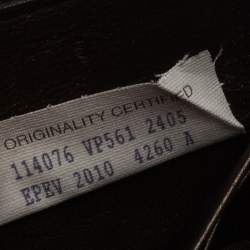 ORIGINALITY CERTIFIED
114076 VP561 2405
EPEV 2010 4260 A